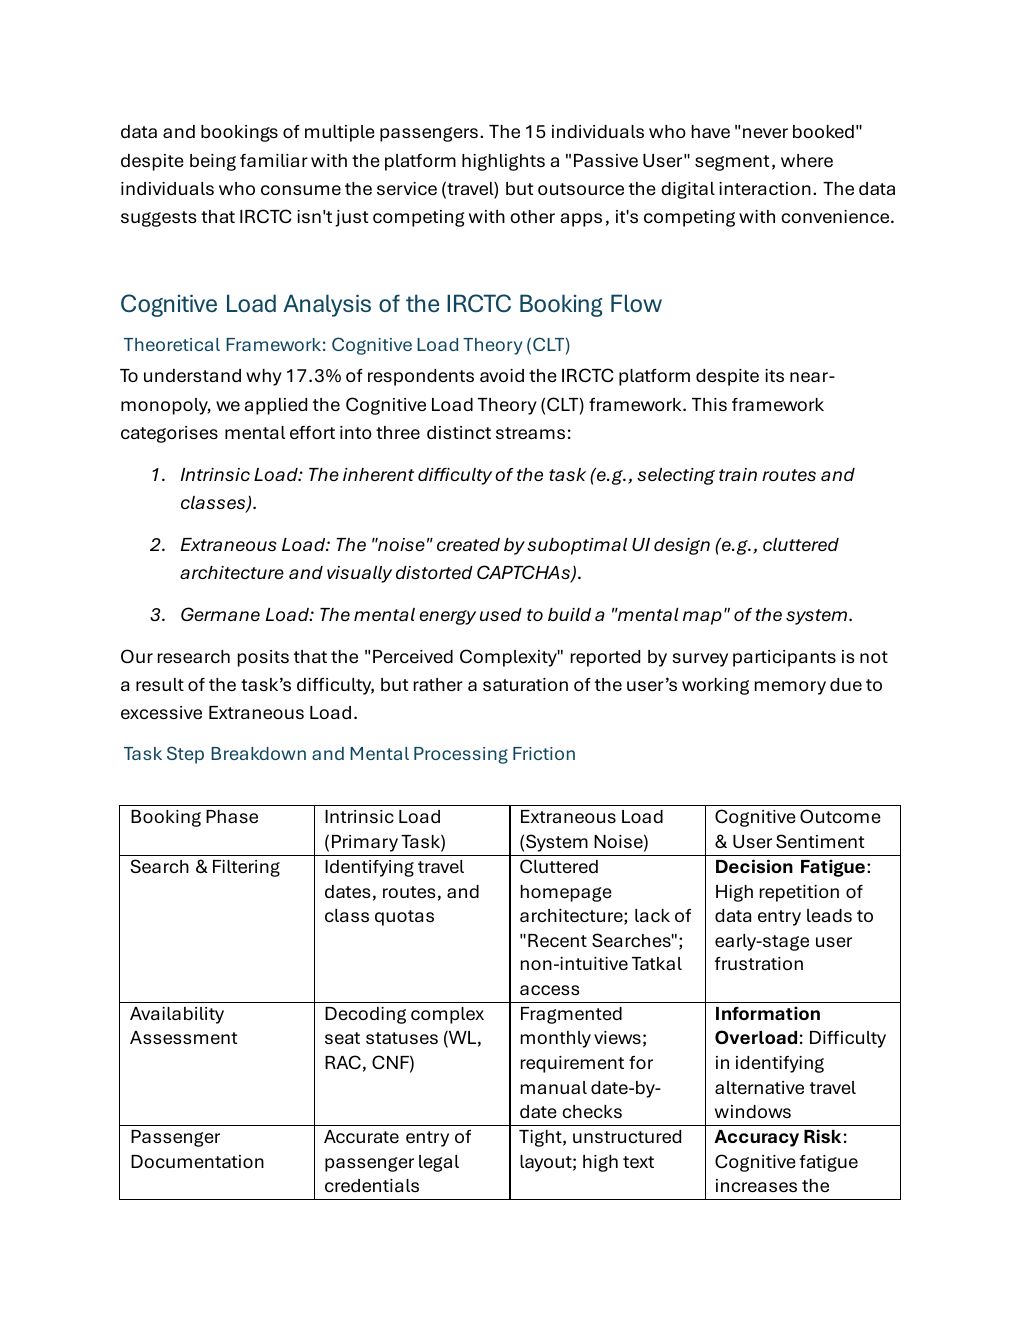 data and bookings of multiple passengers. The 15 individuals who have "never booked"
despite being familiar with the platform highlights a "Passive User" segment, where
individuals who consume the service (travel) but outsource the digital interaction. The data
suggests that IRCTC isn't just competing with other apps, it's competing with convenience.
Cognitive Load Analysis of the IRCTC Booking Flow
Theoretical Framework: Cognitive Load Theory (CLT)
To understand why 17.3% of respondents avoid the IRCTC platform despite its near-
monopoly, we applied the Cognitive Load Theory (CLT) framework. This framework
categorises mental effort into three distinct streams:
1. Intrinsic Load: The inherent difficulty of the task (e.g., selecting train routes and
classes).
2. Extraneous Load: The "noise" created by suboptimal UI design (e.g., cluttered
architecture and visually distorted CAPTCHAs).
3. Germane Load: The mental energy used to build a "mental map" of the system.
Our research posits that the "Perceived Complexity" reported by survey participants is not
a result of the task’s difficulty, but rather a saturation of the user’s working memory due to
excessive Extraneous Load.
Task Step Breakdown and Mental Processing Friction
Booking Phase
Intrinsic Load
(Primary Task)
Extraneous Load
(System Noise)
Cognitive Outcome
& User Sentiment
Search & Filtering
Identifying travel
dates, routes, and
class quotas
Cluttered
homepage
architecture; lack of
"Recent Searches";
non-intuitive Tatkal
access
Decision Fatigue:
High repetition of
data entry leads to
early-stage user
frustration
Availability
Assessment
Decoding complex
seat statuses (WL,
RAC, CNF)
Fragmented
monthly views;
requirement for
manual date-by-
date checks
Information
Overload: Difficulty
in identifying
alternative travel
windows
Passenger
Documentation
Accurate entry of
passenger legal
credentials
Tight, unstructured
layout; high text
Accuracy Risk:
Cognitive fatigue
increases the